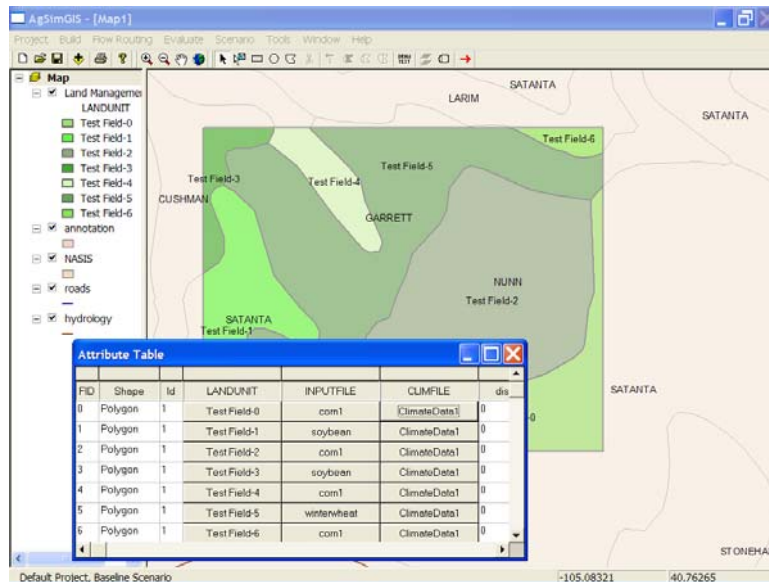 AgSimGIS - [Map1]
Project Build Flow Routing Evaluate Scenario Tools Window Help
Map
Land Managemer
LANDUNIT
Test Field-0
Test Field-1
Test Field-2
Test Field-3
Test Field-4
Test Field-5
Test Field-6
annotation
NASIS
roads
hydrology
SATANTA
LARIM
SATANTA
Test Field-6
Test Field-5
Test Field-3
Test Field-4
CUSHMAN
GARRETT
NUNN
Test Field-2
SATANTA
Test Field-1
SATANTA
-0
STONEHA
Attribute Table
FID Shape Id LANDUNIT INPUTFILE CLIMFILE dis
0 Polygon 1 Test Field-0 corn1 ClimateData1 0
1 Polygon 1 Test Field-1 soybean ClimateData1 0
2 Polygon 1 Test Field-2 corn1 ClimateData1 0
3 Polygon 1 Test Field-3 soybean ClimateData1 0
4 Polygon 1 Test Field-4 corn1 ClimateData1 0
5 Polygon 1 Test Field-5 winterwheat ClimateData1 0
6 Polygon 1 Test Field-6 corn1 ClimateData1 0
Default Project, Baseline Scenario -105.08321 40.76265